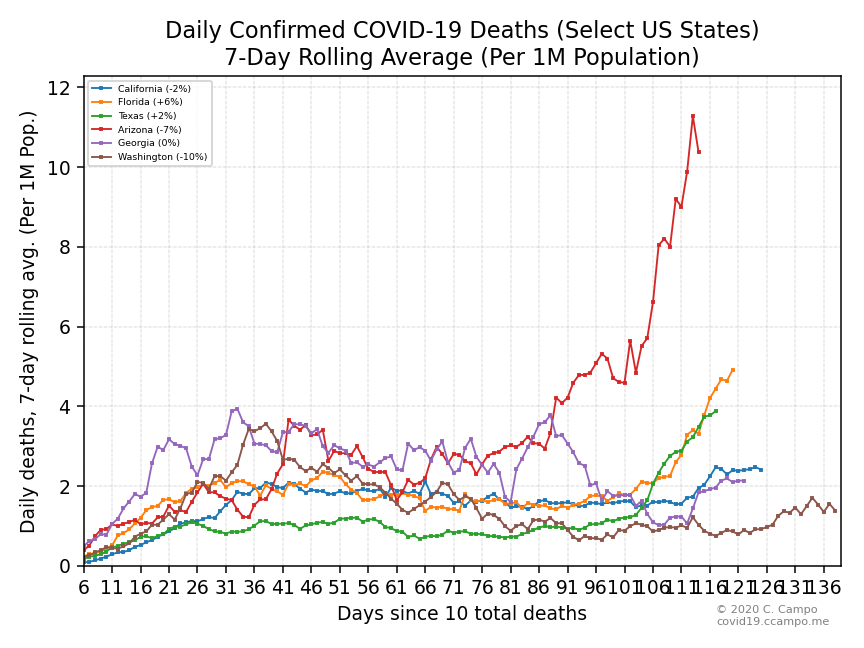 Daily Confirmed COVID-19 Deaths (Select US States)
7-Day Rolling Average (Per 1M Population)
Daily deaths, 7-day rolling avg. (Per 1M Pop.)
12
10
8
6
4
2
0
California (-2%)
Florida (+6%)
Texas (+2%)
Arizona (-7%)
Georgia (0%)
Washington (-10%)
6 11 16 21 26 31 36 41 46 51 56 61 66 71 76 81 86 91 96 101 106 111 116 121 126 131 136
Days since 10 total deaths
© 2020 C. Campo
covid19.ccampo.me